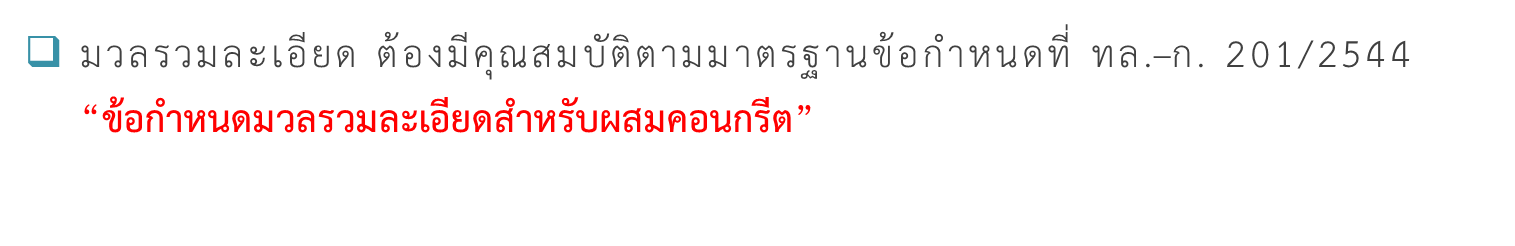 ❑ มวลรวมละเอียด ต้องมีคุณสมบัติตามมาตรฐานข้อกำหนดที่ ทล.–ก. 201/2544
“ข้อกำหนดมวลรวมละเอียดสำหรับผสมคอนกรีต”